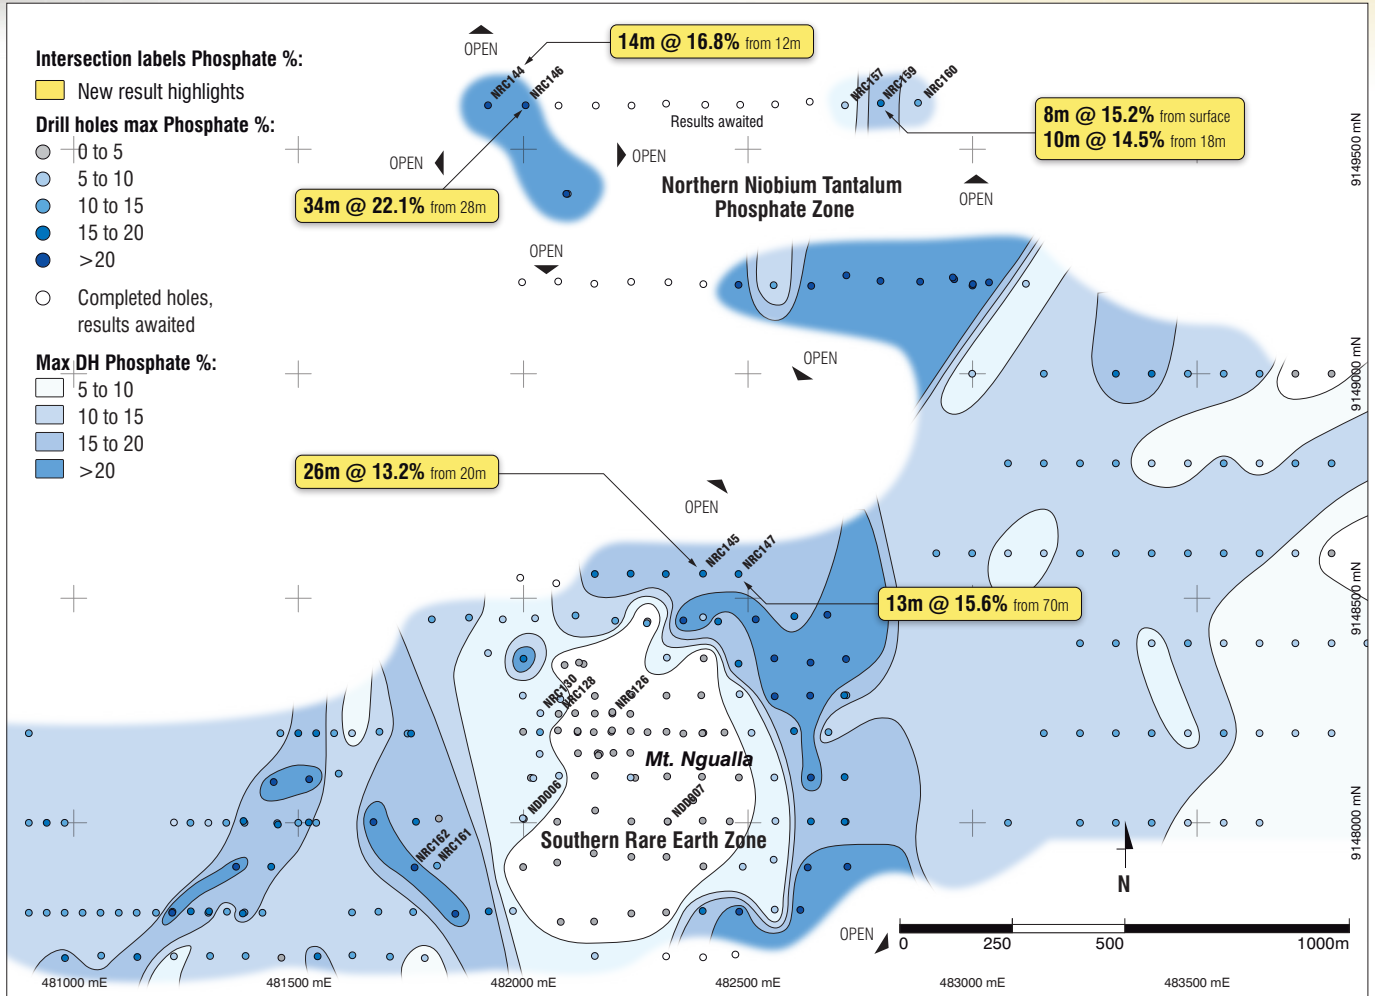 Intersection labels Phosphate %:
New result highlights
Drill holes max Phosphate %:
0 to 5
5 to 10
10 to 15
15 to 20
>20
Completed holes,
results awaited
Max DH Phosphate %:
5 to 10
10 to 15
15 to 20
>20
OPEN
14m @ 16.8% from 12m
NRC144
NRC146
Results awaited
NRC157
NRC159
NRC160
8m @ 15.2% from surface
10m @ 14.5% from 18m
9149500 mN
OPEN
OPEN
34m @ 22.1% from 28m
Northern Niobium Tantalum
Phosphate Zone
OPEN
OPEN
OPEN
9149000 mN
26m @ 13.2% from 20m
OPEN
NRC145
NRC147
13m @ 15.6% from 70m
9148500 mN
NRC130
NRC128
NRC126
Mt. Ngualla
NDD006
NDD007
Southern Rare Earth Zone
NRC162
NRC161
9148000 mN
N
OPEN
0
250
500
1000m
481000 mE
481500 mE
482000 mE
482500 mE
483000 mE
483500 mE